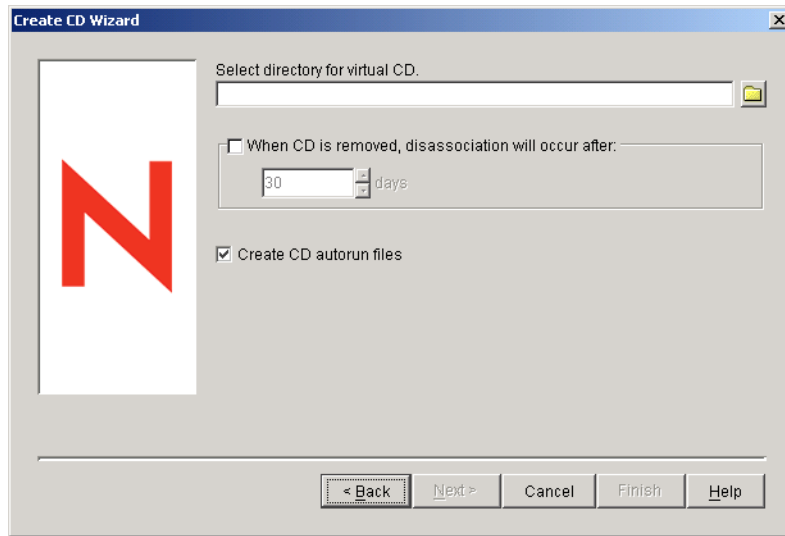 Create CD Wizard
Select directory for virtual CD.
When CD is removed, disassociation will occur after:
30 days
Create CD autorun files
< Back Next > Cancel Finish Help